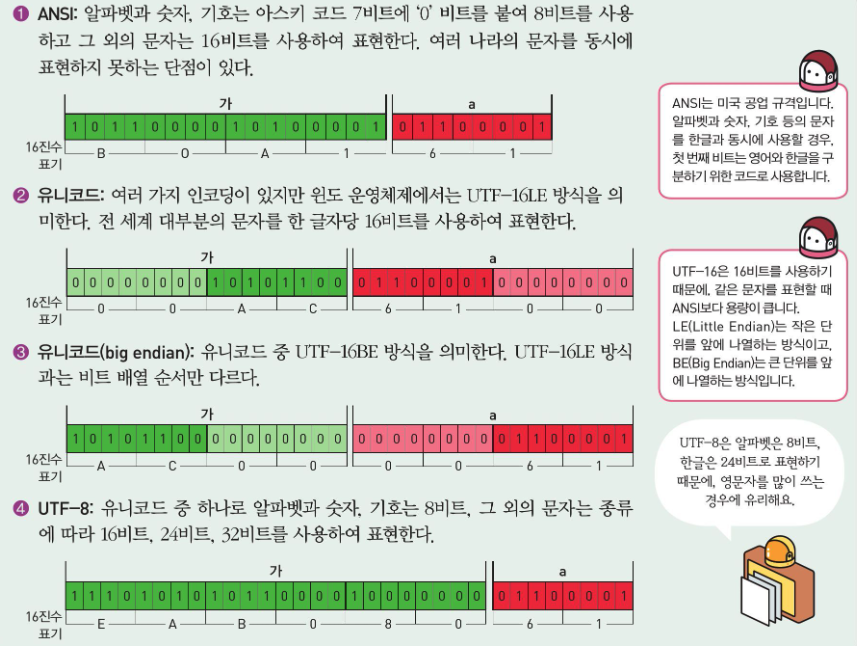 ① ANSI: 알파벳과 숫자, 기호는 아스키 코드 7비트에 '0' 비트를 붙여 8비트를 사용
하고 그 외의 문자는 16비트를 사용하여 표현한다. 여러 나라의 문자를 동시에
표현하지 못하는 단점이 있다.
가 a
1 0 1 1 0 0 0 0 1 0 1 0 0 0 0 1 0 1 1 0 0 0 0 1
16진수
표기
B 0 A 1 6 1
ANSI는 미국 공업 규격입니다.
알파벳과 숫자, 기호 등의 문자
를 한글과 동시에 사용할 경우,
첫 번째 비트는 영어와 한글을 구
분하기 위한 코드로 사용합니다.
② 유니코드: 여러 가지 인코딩이 있지만 윈도 운영체제에서는 UTF-16LE 방식을 의
미한다. 전 세계 대부분의 문자를 한 글자당 16비트를 사용하여 표현한다.
가 a
0 0 0 0 0 0 0 0 1 0 1 0 1 1 0 0 0 1 1 0 0 0 0 1 0 0 0 0 0 0 0 0
16진수
표기
0 0 A C 6 1 0 0
UTF-16은 16비트를 사용하기
때문에, 같은 문자를 표현할 때
ANSI보다 용량이 큽니다.
LE(Little Endian)는 작은 단
위를 앞에 나열하는 방식이고,
BE(Big Endian)는 큰 단위를 앞
에 나열하는 방식입니다.
③ 유니코드(big endian): 유니코드 중 UTF-16BE 방식을 의미한다. UTF-16LE 방식
과는 비트 배열 순서만 다르다.
가 a
1 0 1 0 1 1 0 0 0 0 0 0 0 0 0 0 0 0 0 0 0 0 0 0 0 1 1 0 0 0 0 1
16진수
표기
A C 0 0 0 0 6 1
UTF-8은 알파벳은 8비트,
한글은 24비트로 표현하기
때문에, 영문자를 많이 쓰는
경우에 유리해요.
④ UTF-8: 유니코드 중 하나로 알파벳과 숫자, 기호는 8비트, 그 외의 문자는 종류
에 따라 16비트, 24비트, 32비트를 사용하여 표현한다.
가 a
1 1 1 0 1 0 1 0 1 0 1 1 0 0 0 0 1 0 0 0 0 0 0 0 0 1 1 0 0 0 0 1
16진수
표기
E A B 0 8 0 6 1